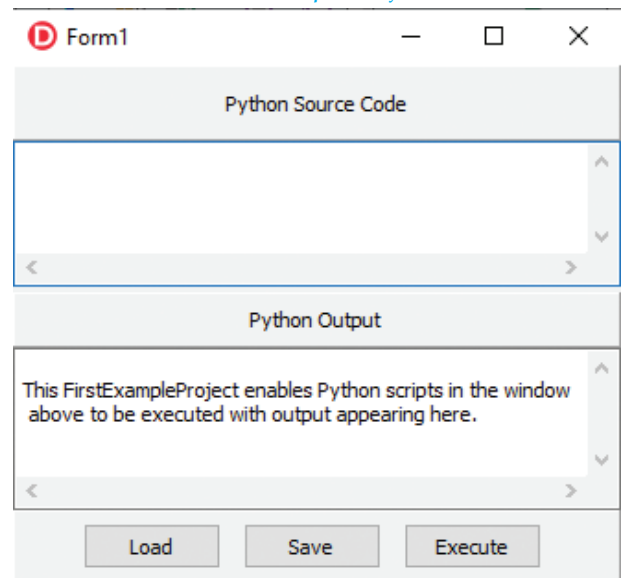 Form1
Python Source Code
Python Output
This FirstExampleProject enables Python scripts in the window
above to be executed with output appearing here.
Load Save Execute